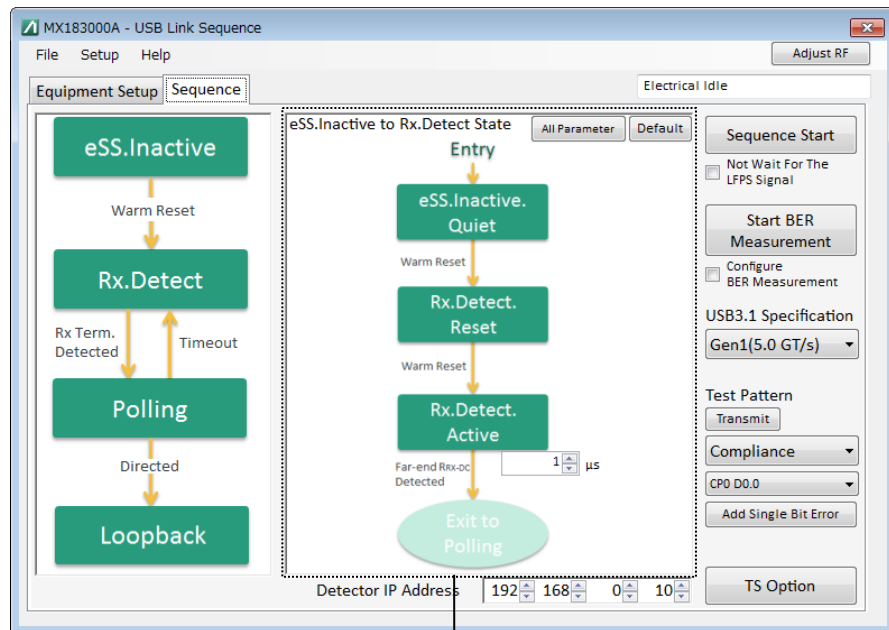 MX183000A - USB Link Sequence
File Setup Help
Adjust RF
Equipment Setup
Sequence
Electrical Idle
eSS.Inactive
Warm Reset
Rx.Detect
Rx Term.
Detected
Timeout
Polling
Directed
Loopback
eSS.Inactive to Rx.Detect State
All Parameter
Default
Entry
eSS.Inactive.
Quiet
Warm Reset
Rx.Detect.
Reset
Warm Reset
Rx.Detect.
Active
Far-end RRX-DC
Detected
1 µs
Exit to
Polling
Detector IP Address 192 168 0 10
Sequence Start
Not Wait For The
LFPS Signal
Start BER
Measurement
Configure
BER Measurement
USB3.1 Specification
Gen1(5.0 GT/s)
Test Pattern
Transmit
Compliance
CP0 D0.0
Add Single Bit Error
TS Option